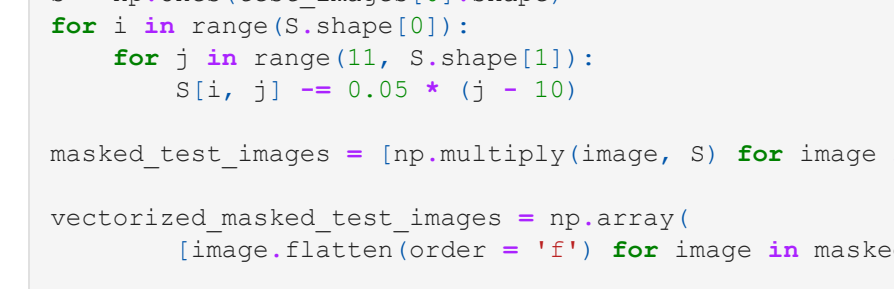 for i in range(S.shape[0]):
    for j in range(11, S.shape[1]):
        S[i, j] -= 0.05 * (j - 10)
masked_test_images = [np.multiply(image, S) for image
vectorized_masked_test_images = np.array(
        [image.flatten(order = 'f') for image in maske